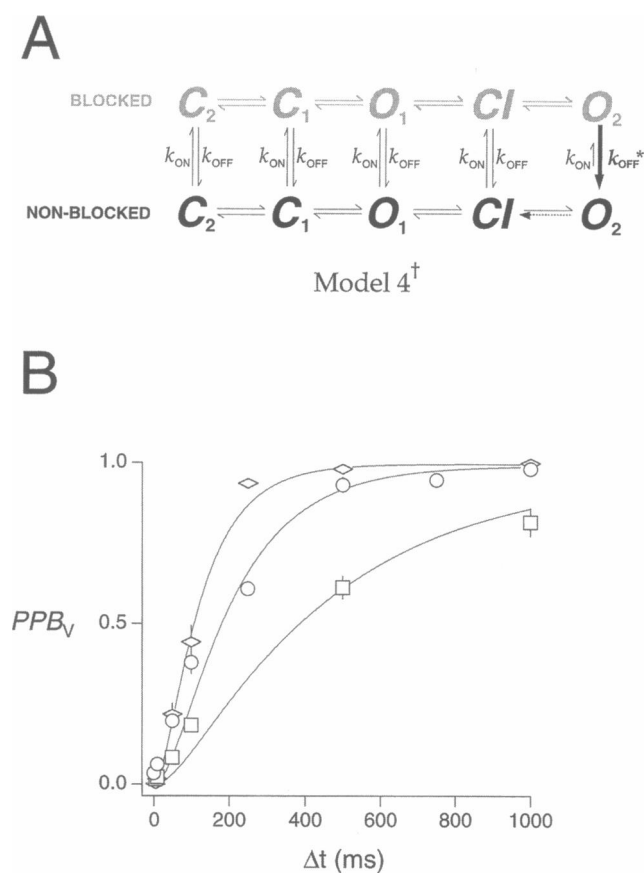 A
BLOCKED C2 C1 O1 CI O2
kON kOFF kON kOFF kON kOFF kON kOFF kON kOFF*
NON-BLOCKED C2 C1 O1 CI O2
Model 4†
B
1.0
0.5
0.0
PPBV
0 200 400 600 800 1000
Δt (ms)